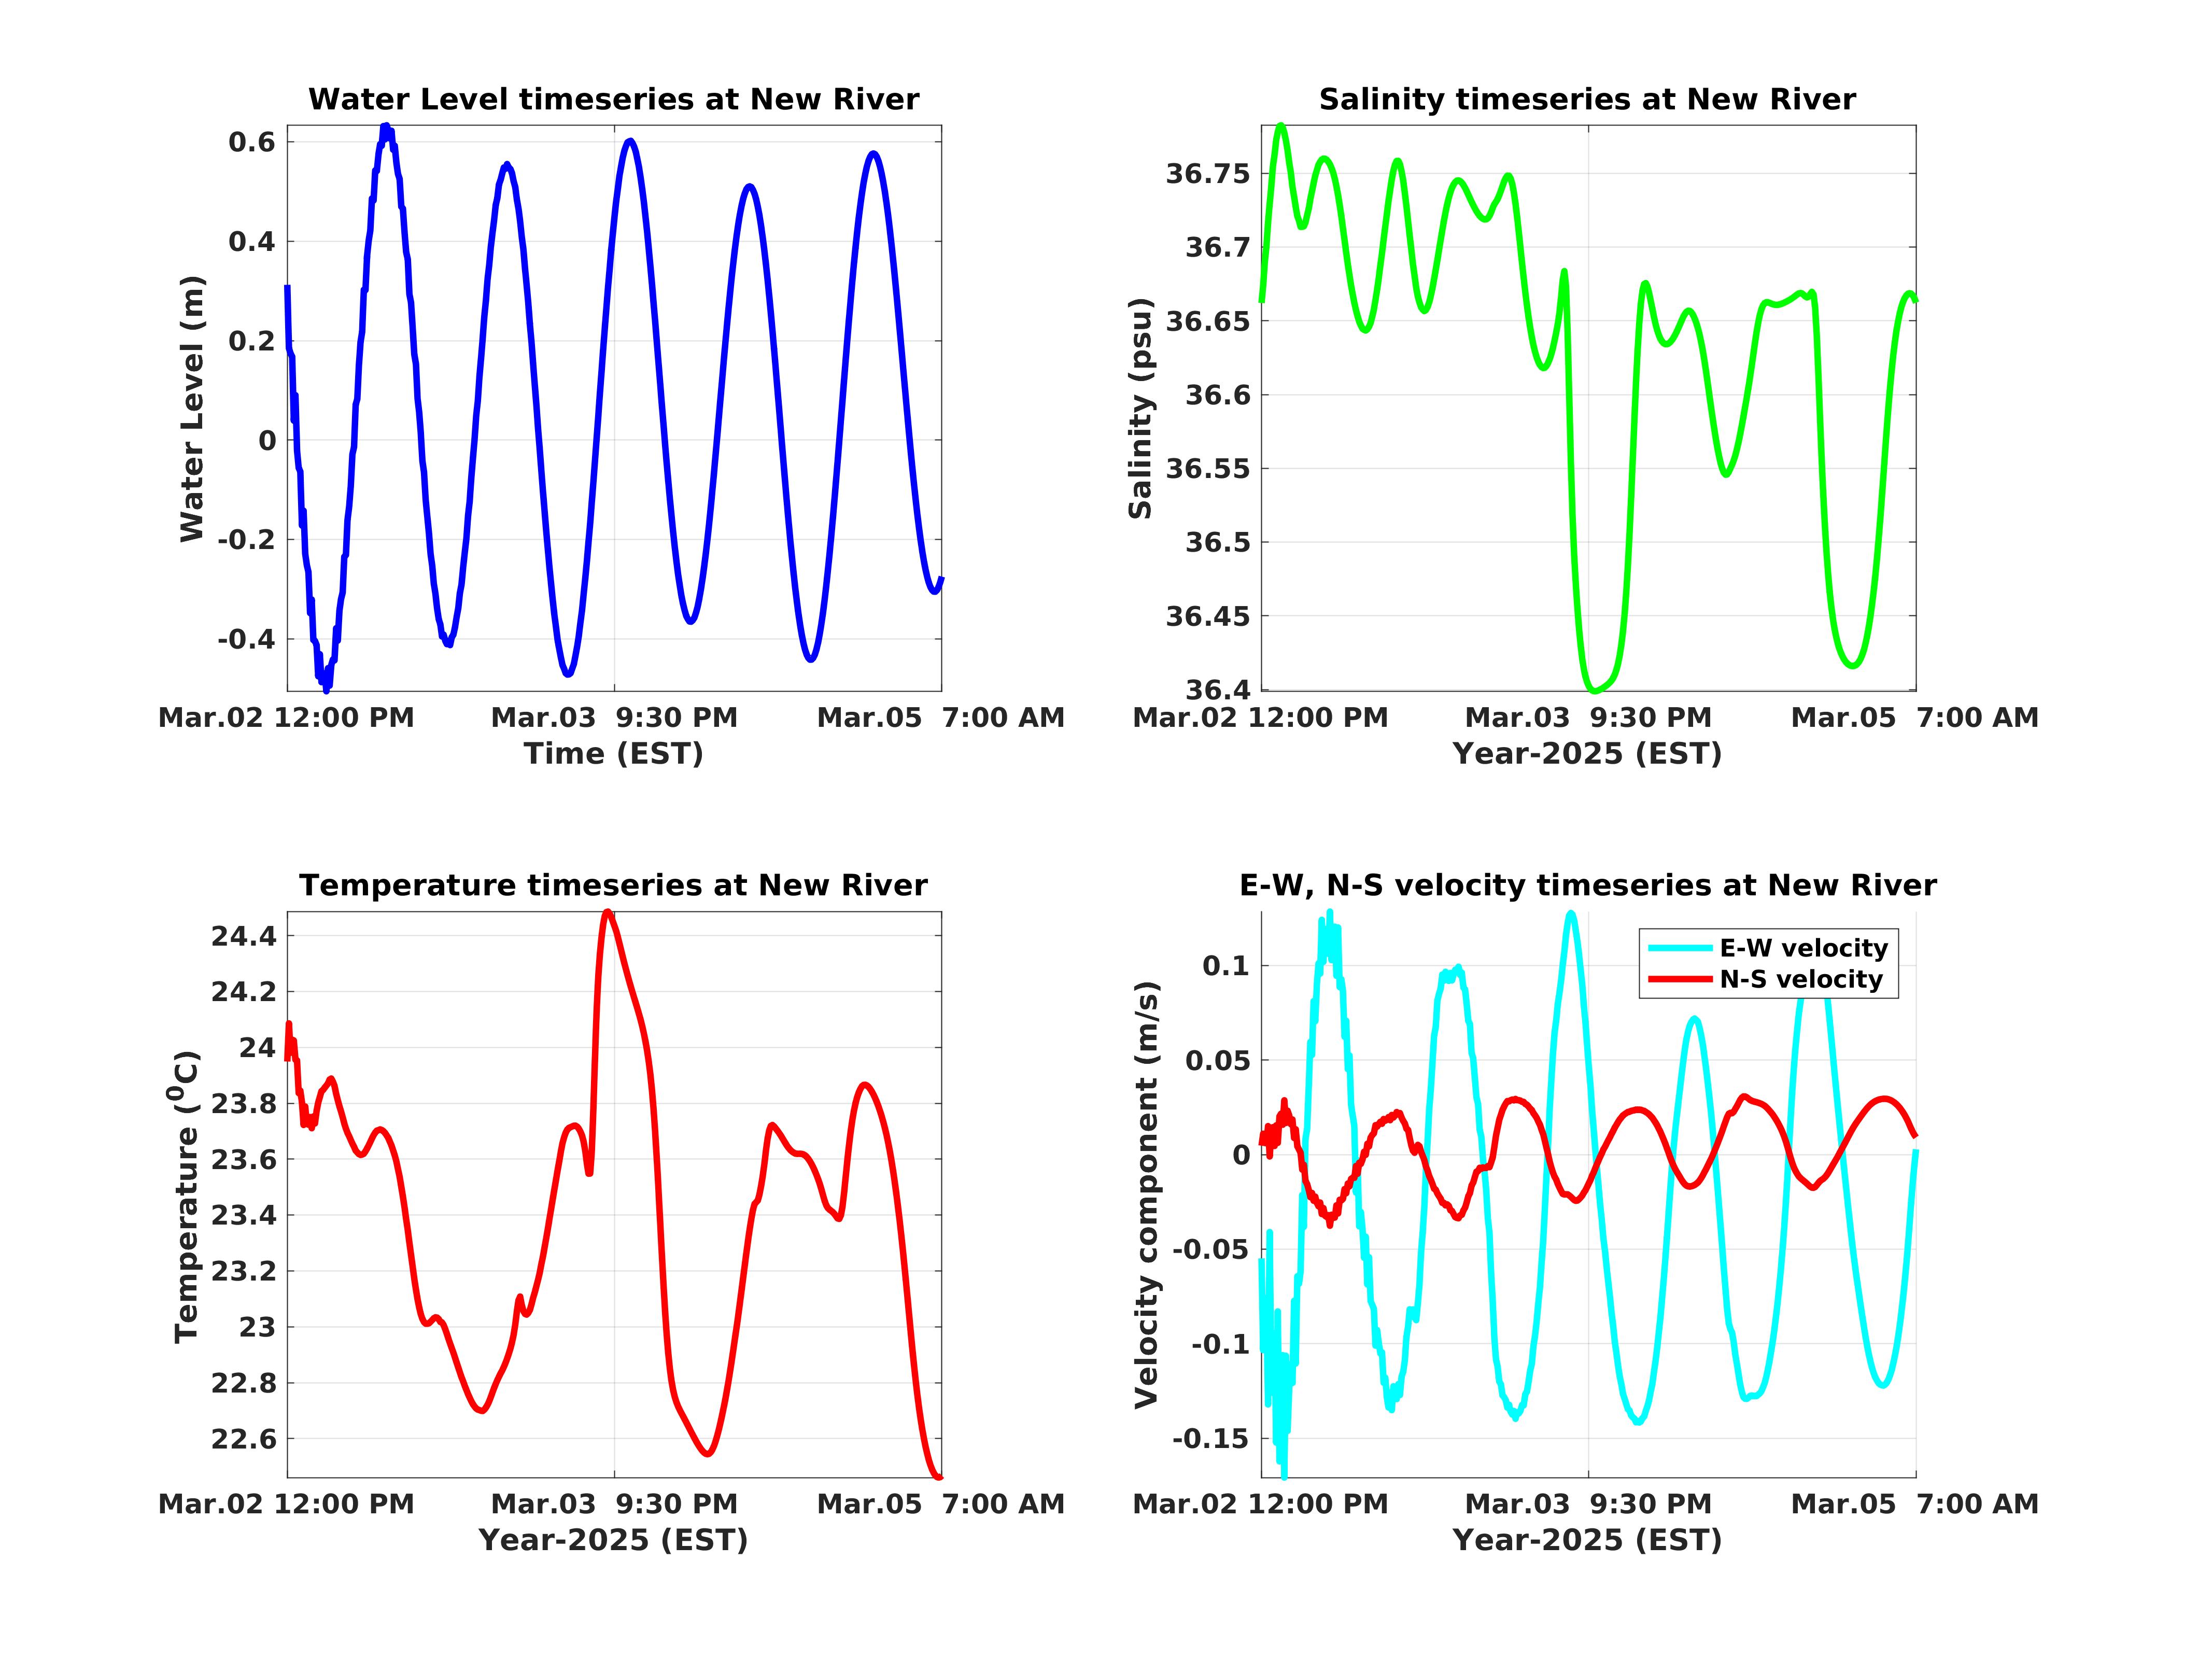 Water Level timeseries at New River
Water Level (m)
0.6
0.4
0.2
0
-0.2
-0.4
Mar.02 12:00 PM Mar.03 9:30 PM Mar.05 7:00 AM
Time (EST)
Salinity timeseries at New River
Salinity (psu)
36.75
36.7
36.65
36.6
36.55
36.5
36.45
36.4
Mar.02 12:00 PM Mar.03 9:30 PM Mar.05 7:00 AM
Year-2025 (EST)
Temperature timeseries at New River
Temperature (⁰C)
24.4
24.2
24
23.8
23.6
23.4
23.2
23
22.8
22.6
Mar.02 12:00 PM Mar.03 9:30 PM Mar.05 7:00 AM
Year-2025 (EST)
E-W, N-S velocity timeseries at New River
Velocity component (m/s)
0.1
0.05
0
-0.05
-0.1
-0.15
E-W velocity
N-S velocity
Mar.02 12:00 PM Mar.03 9:30 PM Mar.05 7:00 AM
Year-2025 (EST)